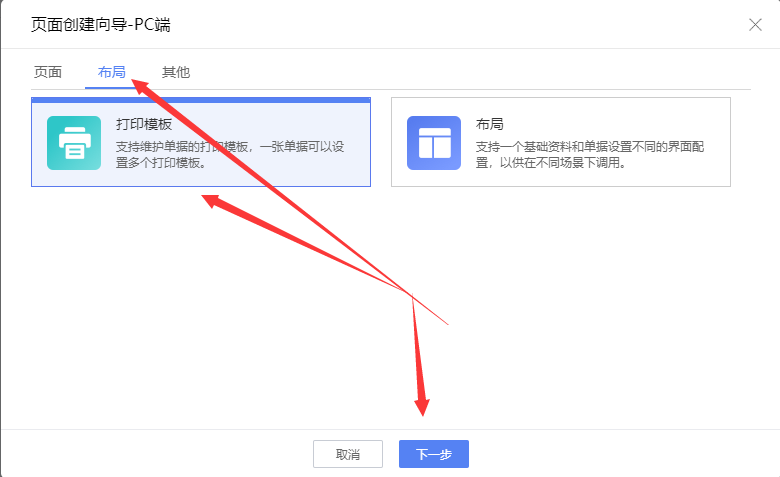 页面创建向导-PC端
页面
布局
其他
打印模板
支持维护单据的打印模板，一张单据可以设
置多个打印模板。
布局
支持一个基础资料和单据设置不同的界面配
置，以供在不同场景下调用。
取消
下一步